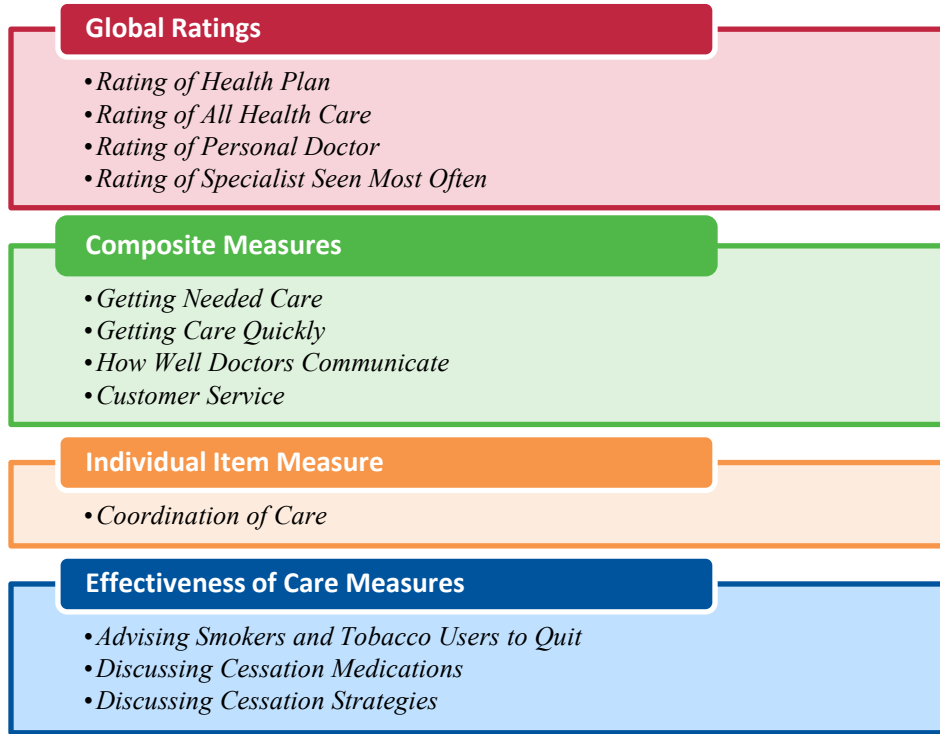 Global Ratings
•Rating of Health Plan
•Rating of All Health Care
•Rating of Personal Doctor
•Rating of Specialist Seen Most Often
Composite Measures
•Getting Needed Care
•Getting Care Quickly
•How Well Doctors Communicate
•Customer Service
Individual Item Measure
•Coordination of Care
Effectiveness of Care Measures
•Advising Smokers and Tobacco Users to Quit
•Discussing Cessation Medications
•Discussing Cessation Strategies